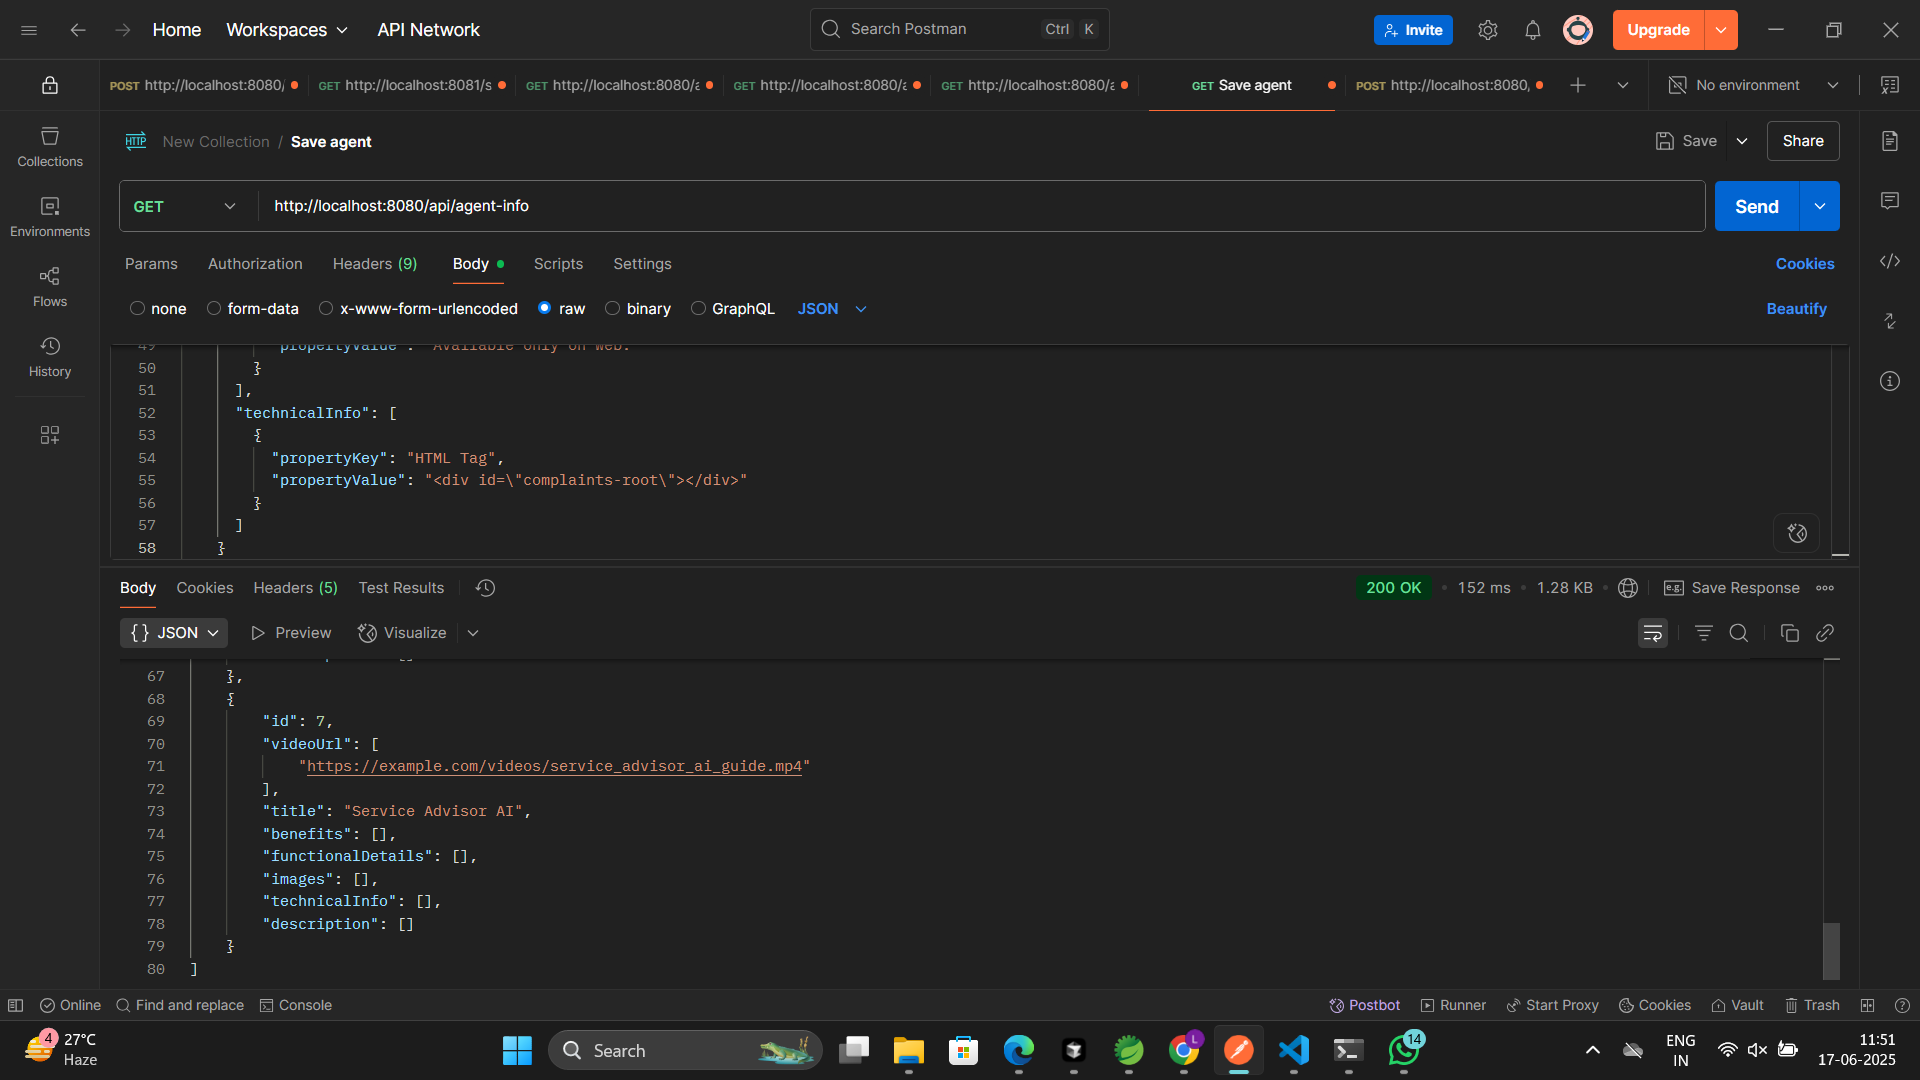 Home
Workspaces
API Network
Search Postman
Ctrl
K
Invite
Upgrade
POST http://localhost:8080/
GET http://localhost:8081/s
GET http://localhost:8080/a
GET http://localhost:8080/a
GET http://localhost:8080/a
GET Save agent
POST http://localhost:8080,
No environment
Collections
Environments
Flows
History
HTTP
New Collection / Save agent
Save
Share
GET
http://localhost:8080/api/agent-info
Send
Params
Authorization
Headers (9)
Body
Scripts
Settings
Cookies
none
form-data
x-www-form-urlencoded
raw
binary
GraphQL
JSON
Beautify
49 "propertyValue": "Available only on web."
50 }
51 ],
52 "technicalInfo": [
53 {
54 "propertyKey": "HTML Tag",
55 "propertyValue": "<div id=\"complaints-root\"></div>"
56 }
57 ]
58 }
Body
Cookies
Headers (5)
Test Results
200 OK
152 ms
1.28 KB
e.g.
Save Response
{} JSON
Preview
Visualize
67 },
68 {
69 "id": 7,
70 "videoUrl": [
71 "https://example.com/videos/service_advisor_ai_guide.mp4"
72 ],
73 "title": "Service Advisor AI",
74 "benefits": [],
75 "functionalDetails": [],
76 "images": [],
77 "technicalInfo": [],
78 "description": []
79 }
80 ]
Online
Find and replace
Console
Postbot
Runner
Start Proxy
Cookies
Vault
Trash
4
27°C
Haze
Search
L
14
ENG
IN
11:51
17-06-2025